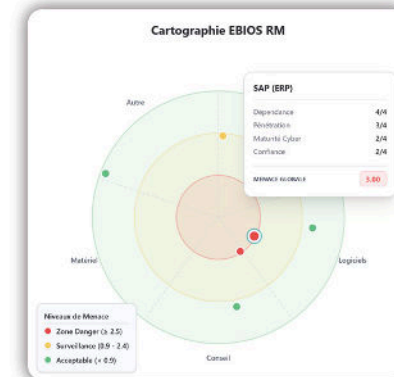 Cartographie EBIOS RM
SAP (ERP)
Dépendance 4/4
Pénétration 3/4
Maturité Cyber 2/4
Confiance 2/4
MENACE GLOBALE 3.00
Autre
Matériel
Logiciels
Conseil
Niveaux de Menace
Zone Danger (≥ 2.5)
Surveillance (0.9 - 2.4)
Acceptable (< 0.9)